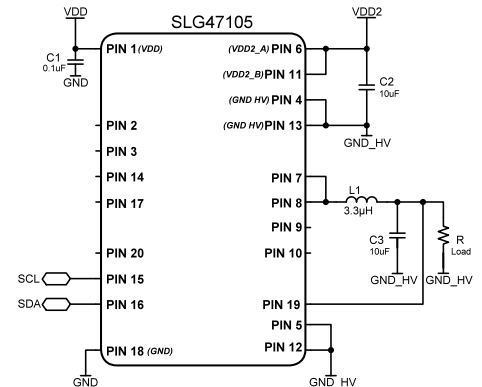 VDD
SLG47105
VDD2
PIN 1 (VDD)
(VDD2_A) PIN 6
C1
0.1uF
GND
(VDD2_B) PIN 11
C2
10uF
(GND HV) PIN 4
PIN 2
(GND HV) PIN 13
GND_HV
PIN 3
PIN 14
PIN 7
L1
PIN 17
PIN 8
3.3µH
PIN 9
C3
10uF
R
Load
PIN 20
PIN 10
SCL
PIN 15
GND_HV
GND_HV
SDA
PIN 16
PIN 19
PIN 5
PIN 18 (GND)
PIN 12
GND
GND HV